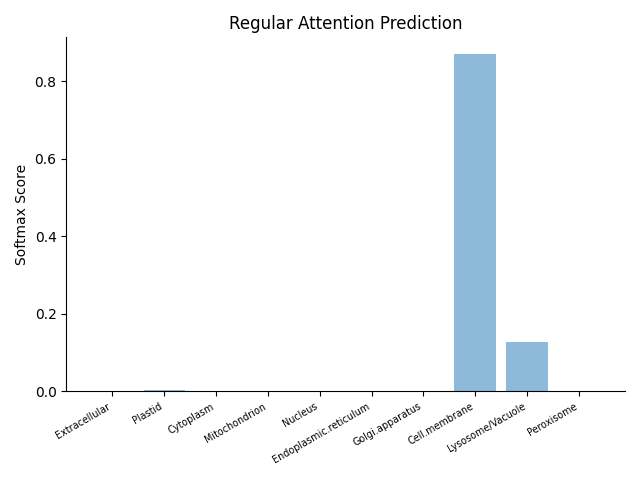 Regular Attention Prediction
Softmax Score
0.8
0.6
0.4
0.2
0.0
Extracellular
Plastid
Cytoplasm
Mitochondrion
Nucleus
Endoplasmic.reticulum
Golgi.apparatus
Cell.membrane
Lysosome/Vacuole
Peroxisome